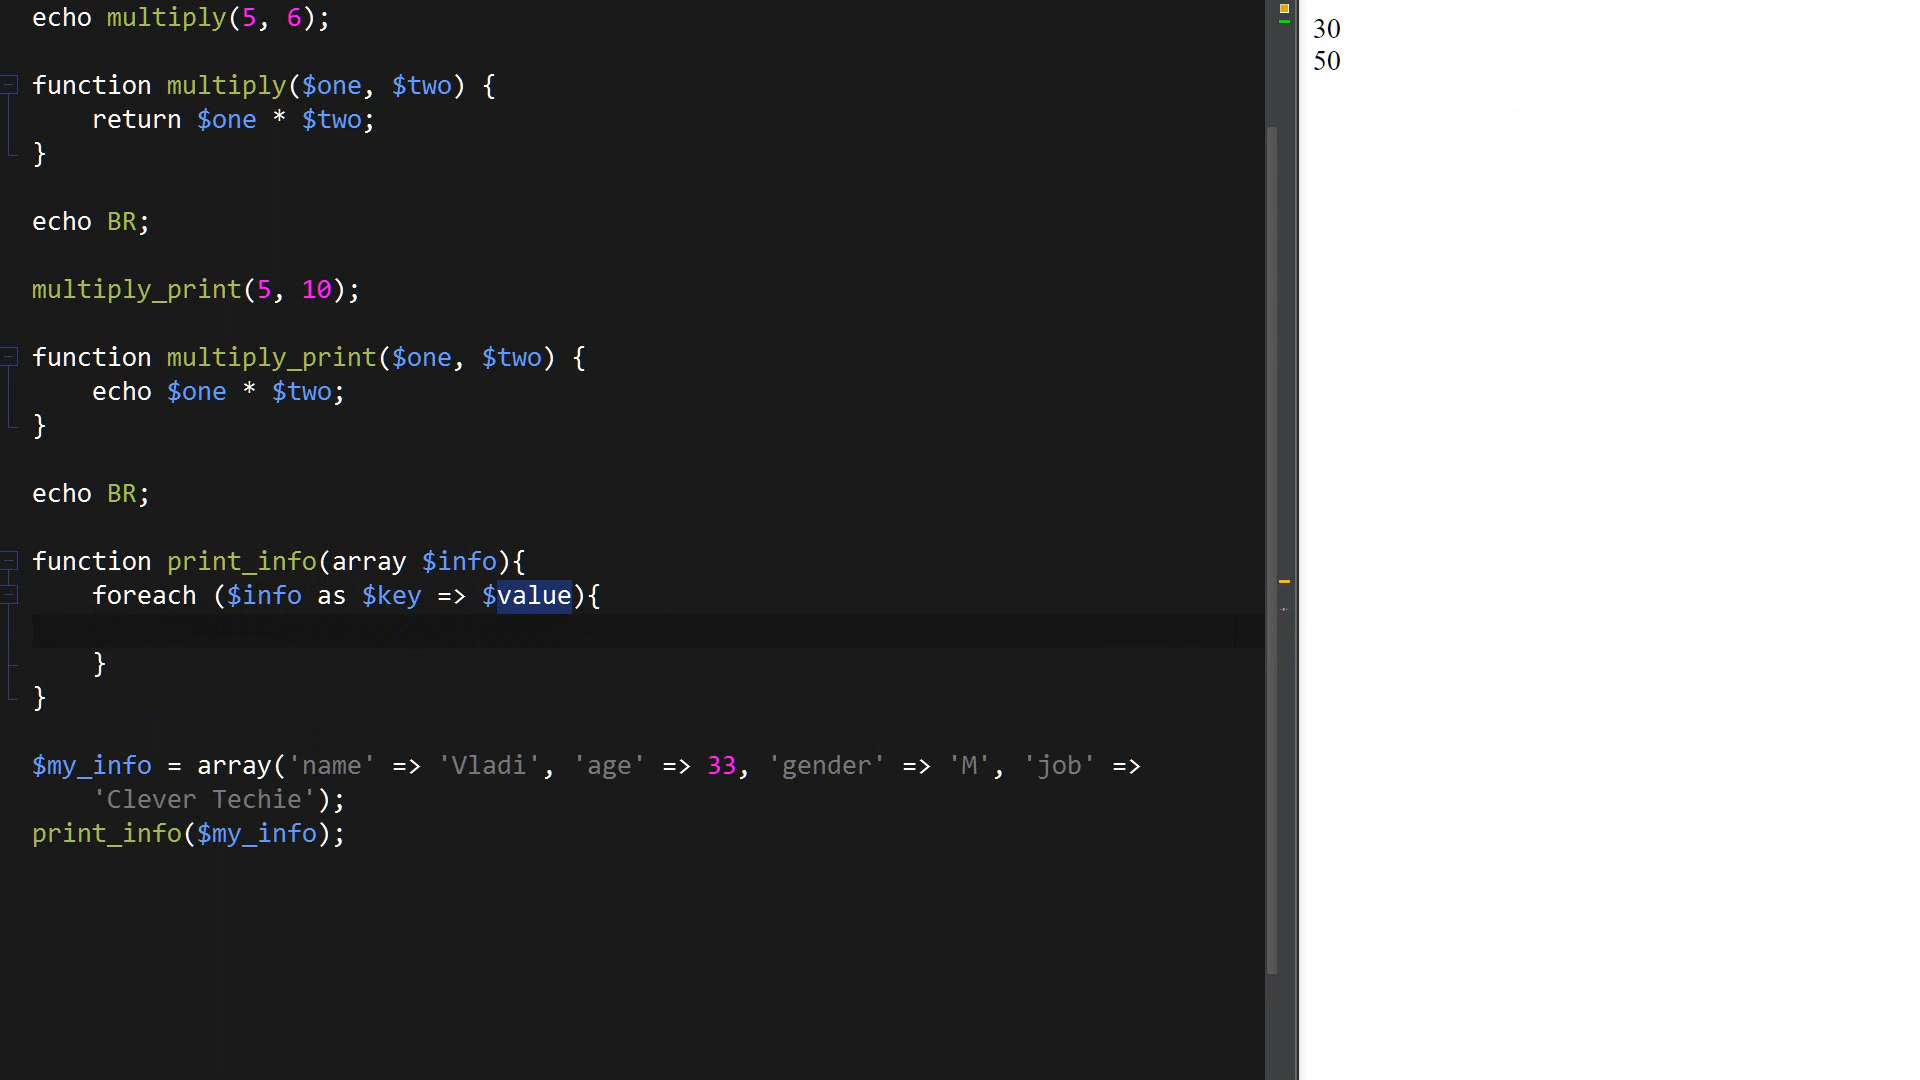 echo multiply(5, 6);
function multiply($one, $two) {
    return $one * $two;
}
echo BR;
multiply_print(5, 10);
function multiply_print($one, $two) {
    echo $one * $two;
}
echo BR;
function print_info(array $info){
    foreach ($info as $key => $value){
    }
}
$my_info = array('name' => 'Vladi', 'age' => 33, 'gender' => 'M', 'job' =>
    'Clever Techie');
print_info($my_info);
30
50